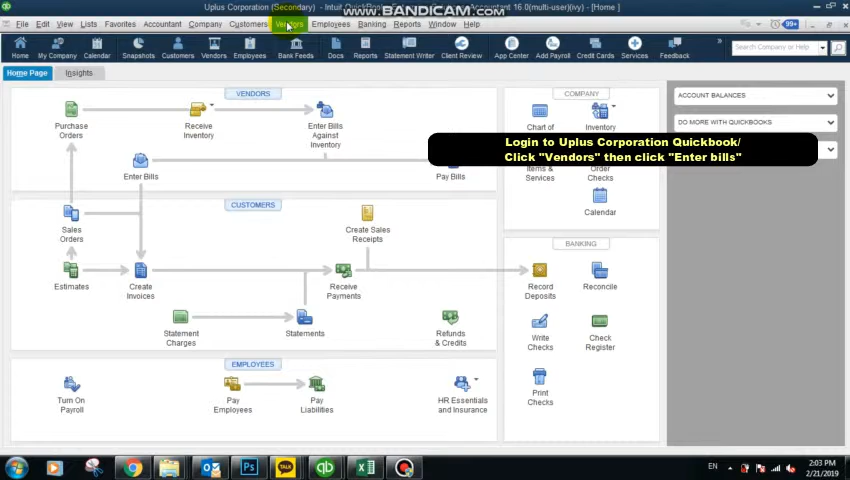 Uplus Corporation (Secondary) - Intuit QuickBo
Accountant 16.0(multi-user)(ivy) - [Home ]
www.BANDICAM.com
File Edit View Lists Favorites Accountant Company Customers Vendors Employees Banking Reports Window Help
99+
Home My Company Calendar Snapshots Customers Vendors Employees Bank Feeds Docs Reports Statement Writer Client Review App Center Add Payroll Credit Cards Services Feedback
Search Company or Help
Home Page Insights
VENDORS
COMPANY
ACCOUNT BALANCES
DO MORE WITH QUICKBOOKS
Purchase
Orders
Receive
Inventory
Enter Bills
Against
Inventory
Chart of
Inventory
Login to Uplus Corporation Quickbook/
Click "Vendors" then click "Enter bills"
Enter Bills
Pay Bills
Items &
Services
Order
Checks
Calendar
CUSTOMERS
Sales
Orders
Create Sales
Receipts
BANKING
Estimates
Create
Invoices
Receive
Payments
Record
Deposits
Reconcile
Statement
Charges
Statements
Refunds
& Credits
Write
Checks
Check
Register
EMPLOYEES
Turn On
Payroll
Pay
Employees
Pay
Liabilities
HR Essentials
and Insurance
Print
Checks
EN
2:03 PM
2/21/2019